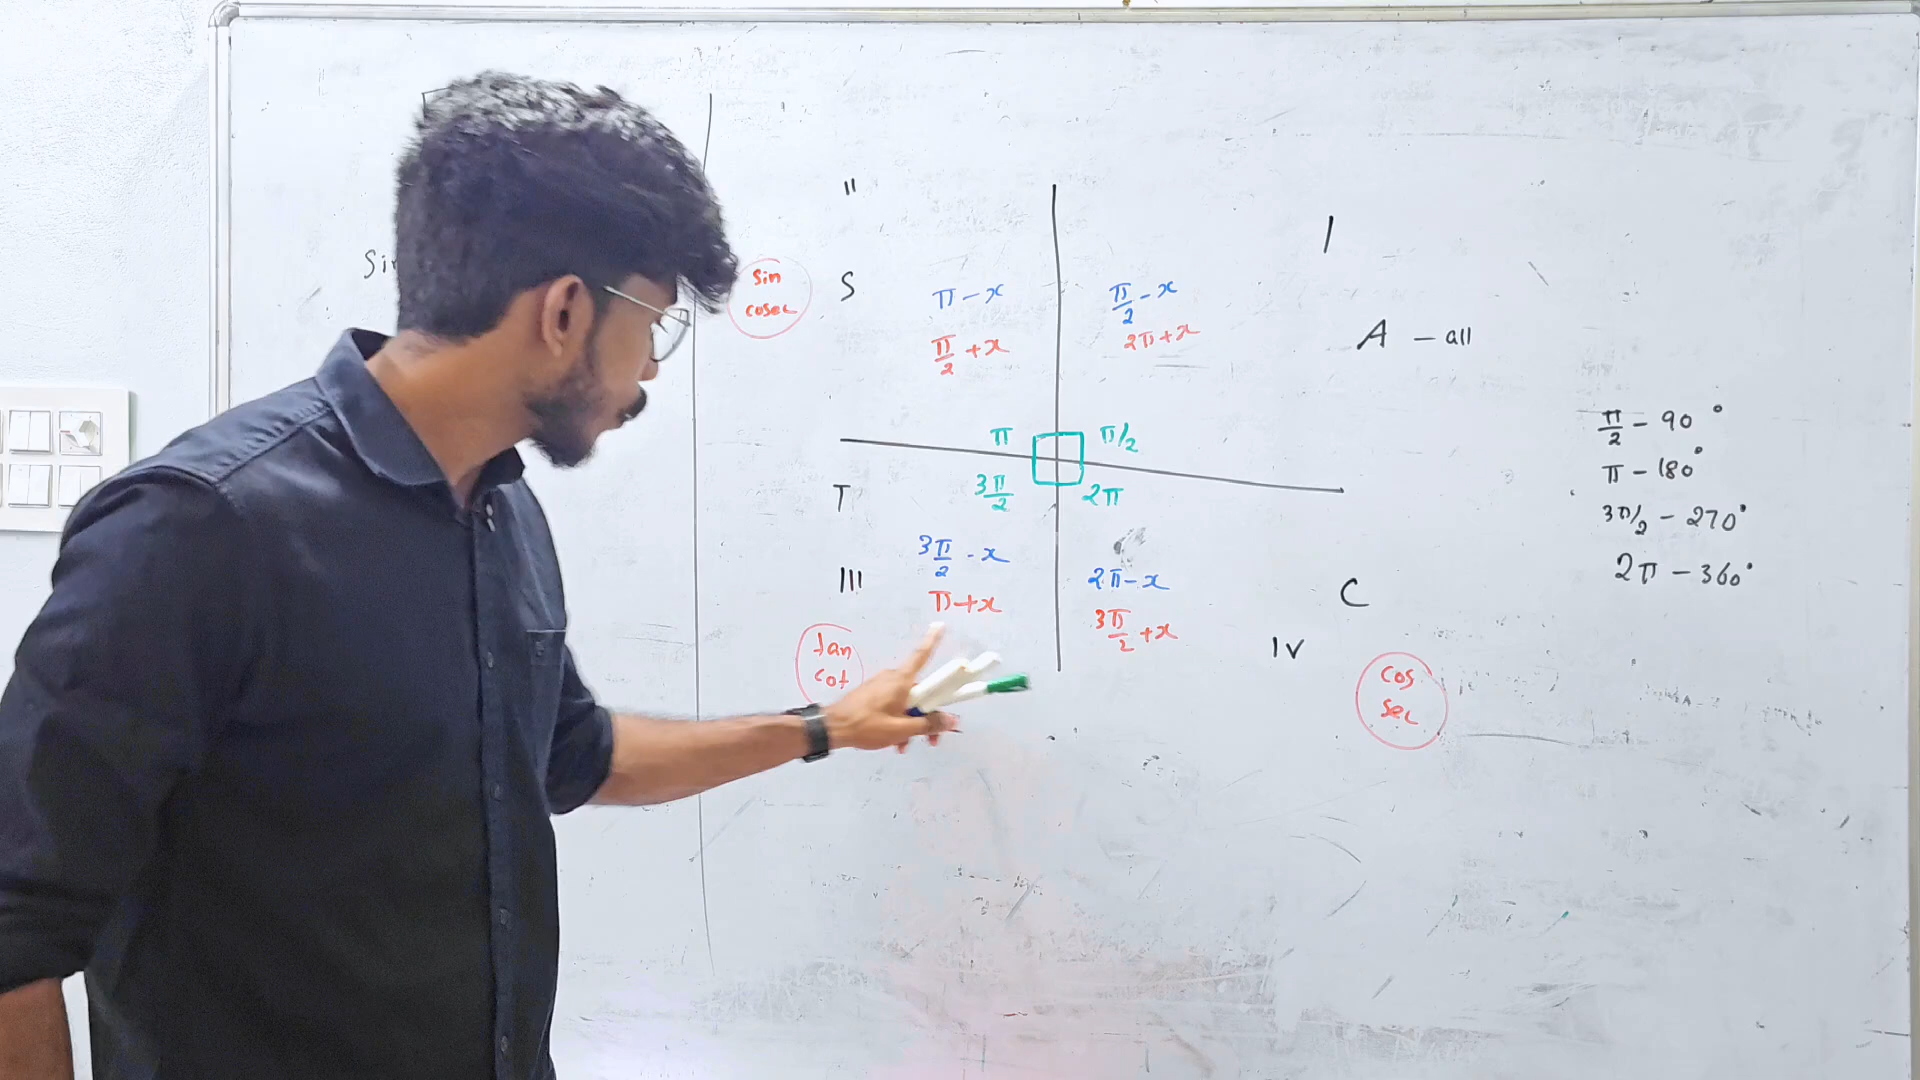 II
I
S
sin
cosec
π - x
π/2 + x
π/2 - x
2π + x
A - all
π
π/2
3π/2
2π
T
III
3π/2 - x
π + x
2π - x
3π/2 + x
tan
cot
C
IV
cos
sec
π/2 - 90°
π - 180°
3π/2 - 270°
2π - 360°